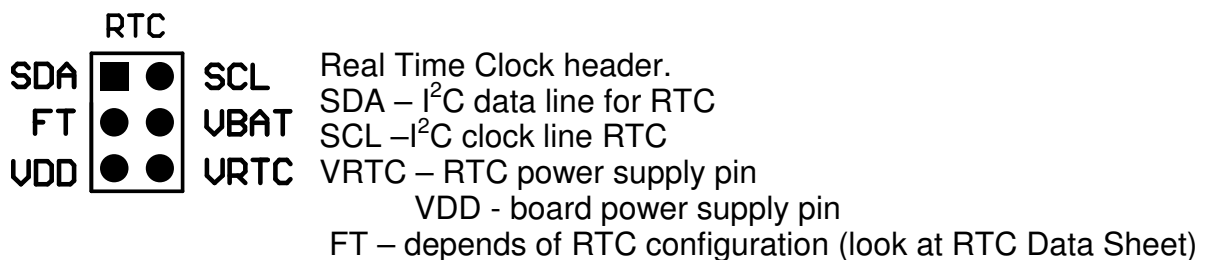 RTC
SDA SCL Real Time Clock header.
SDA – I²C data line for RTC
FT VBAT SCL –I²C clock line RTC
VDD VRTC VRTC – RTC power supply pin
VDD - board power supply pin
FT – depends of RTC configuration (look at RTC Data Sheet)